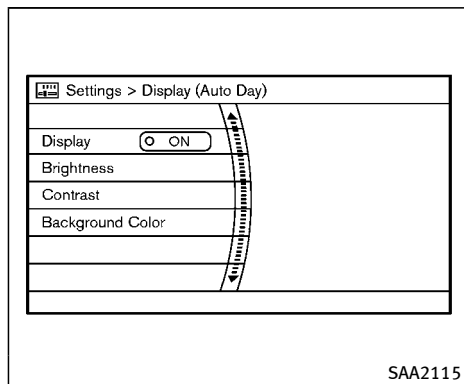 Settings > Display (Auto Day)
Display ON
Brightness
Contrast
Background Color
SAA2115